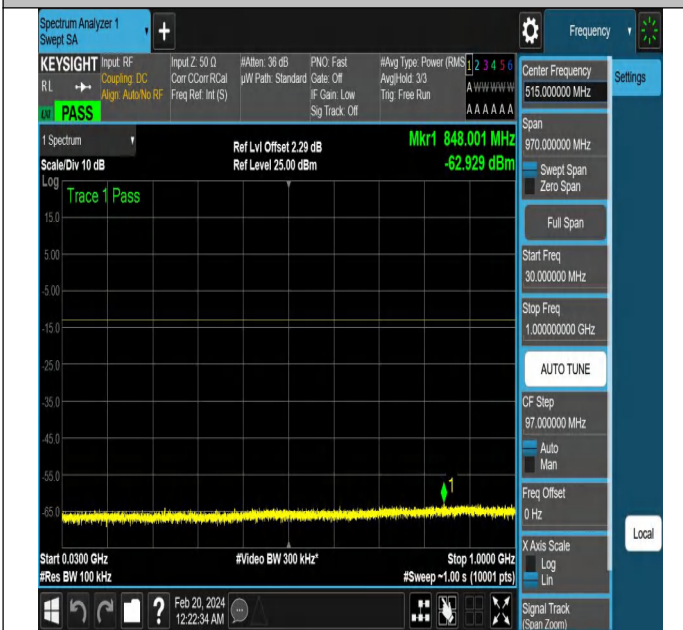 Spectrum Analyzer 1
Swept SA
+
Frequency
KEYSIGHT
RL
LNI PASS
Input: RF
Coupling: DC
Align: Auto/No RF
Input Z: 50 Ω
Corr CCorr RCal
Freq Ref: Int (S)
#Atten: 36 dB
µW Path: Standard
PNO: Fast
Gate: Off
IF Gain: Low
Sig Track: Off
#Avg Type: Power (RMS
Avg|Hold: 3/3
Trig: Free Run
1 2 3 4 5 6
A W W W W W
A A A A A A
1 Spectrum
Scale/Div 10 dB
Ref Lvl Offset 2.29 dB
Ref Level 25.00 dBm
Mkr1 848.001 MHz
-62.929 dBm
Log
Trace 1 Pass
15.0
5.00
-5.00
-15.0
-25.0
-35.0
-45.0
-55.0
-65.0
1
Start 0.0300 GHz
#Res BW 100 kHz
#Video BW 300 kHz*
Stop 1.0000 GHz
#Sweep ~1.00 s (10001 pts)
?
Feb 20, 2024
12:22:34 AM
Center Frequency
515.000000 MHz
Settings
Span
970.000000 MHz
Swept Span
Zero Span
Full Span
Start Freq
30.000000 MHz
Stop Freq
1.000000000 GHz
AUTO TUNE
CF Step
97.000000 MHz
Auto
Man
Freq Offset
0 Hz
Local
X Axis Scale
Log
Lin
Signal Track
(Span Zoom)